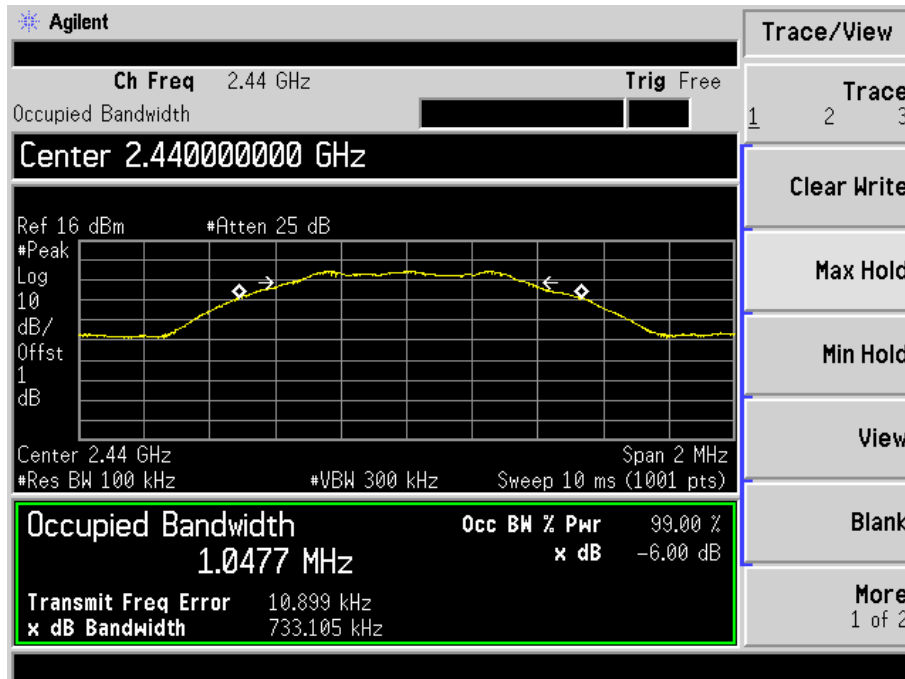 Agilent
Ch Freq 2.44 GHz Trig Free
Occupied Bandwidth
Center 2.440000000 GHz
Ref 16 dBm #Atten 25 dB
#Peak
Log
10
dB/
Offst
1
dB
Center 2.44 GHz Span 2 MHz
#Res BW 100 kHz #VBW 300 kHz Sweep 10 ms (1001 pts)
Occupied Bandwidth Occ BW % Pwr 99.00 %
1.0477 MHz x dB -6.00 dB
Transmit Freq Error 10.899 kHz
x dB Bandwidth 733.105 kHz
Trace/View
Trace
1 2 3
Clear Write
Max Hold
Min Hold
View
Blank
More
1 of 2